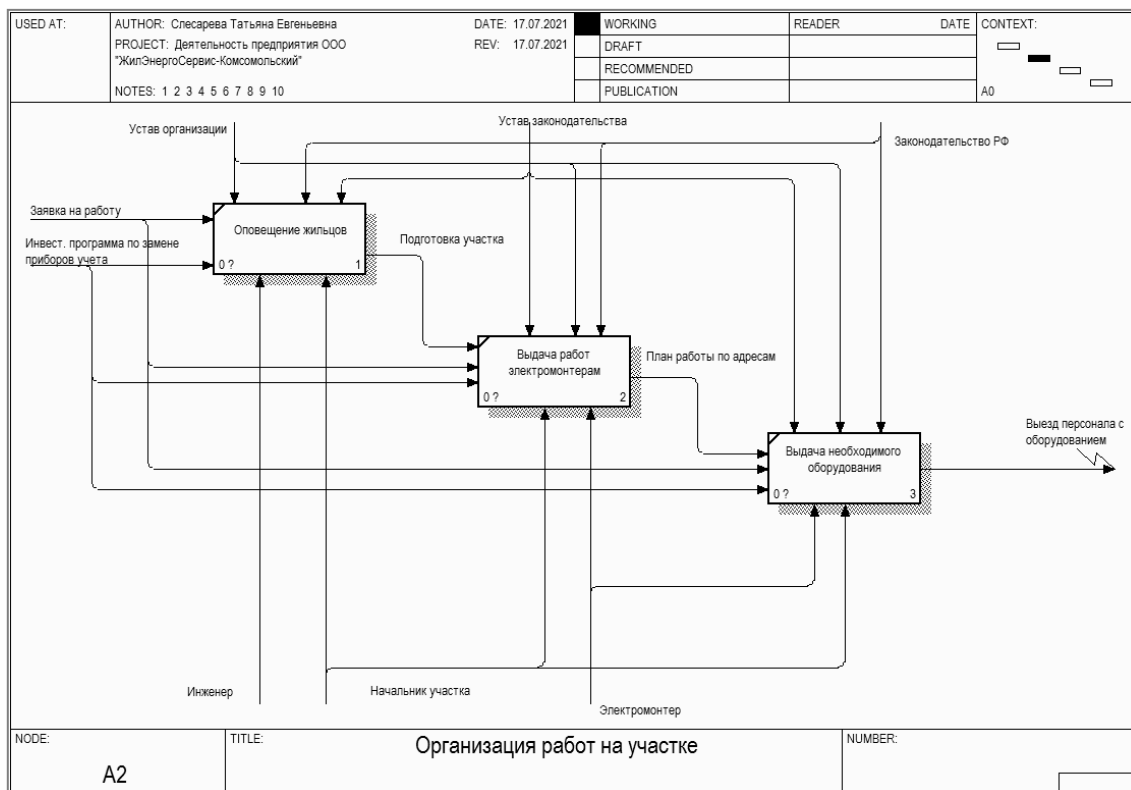 USED AT:
AUTHOR: Слесарева Татьяна Евгеньевна
DATE: 17.07.2021
PROJECT: Деятельность предприятия ООО
"ЖилЭнергоСервис-Комсомольский"
REV: 17.07.2021
NOTES: 1 2 3 4 5 6 7 8 9 10
WORKING
DRAFT
RECOMMENDED
PUBLICATION
READER
DATE
CONTEXT:
A0
Устав организации
Устав законодательства
Законодательство РФ
Заявка на работу
Инвест. программа по замене
приборов учета
Оповещение жильцов
0 ?
1
Подготовка участка
Выдача работ
электромонтерам
0 ?
2
План работы по адресам
Выдача необходимого
оборудования
0 ?
3
Выезд персонала с
оборудованием
Инженер
Начальник участка
Электромонтер
NODE:
A2
TITLE:
Организация работ на участке
NUMBER: